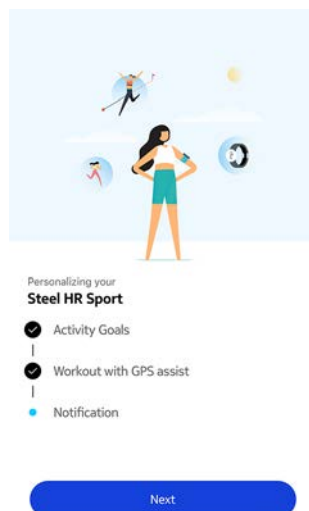 Personalizing your
Steel HR Sport
Activity Goals
Workout with GPS assist
Notification
Next